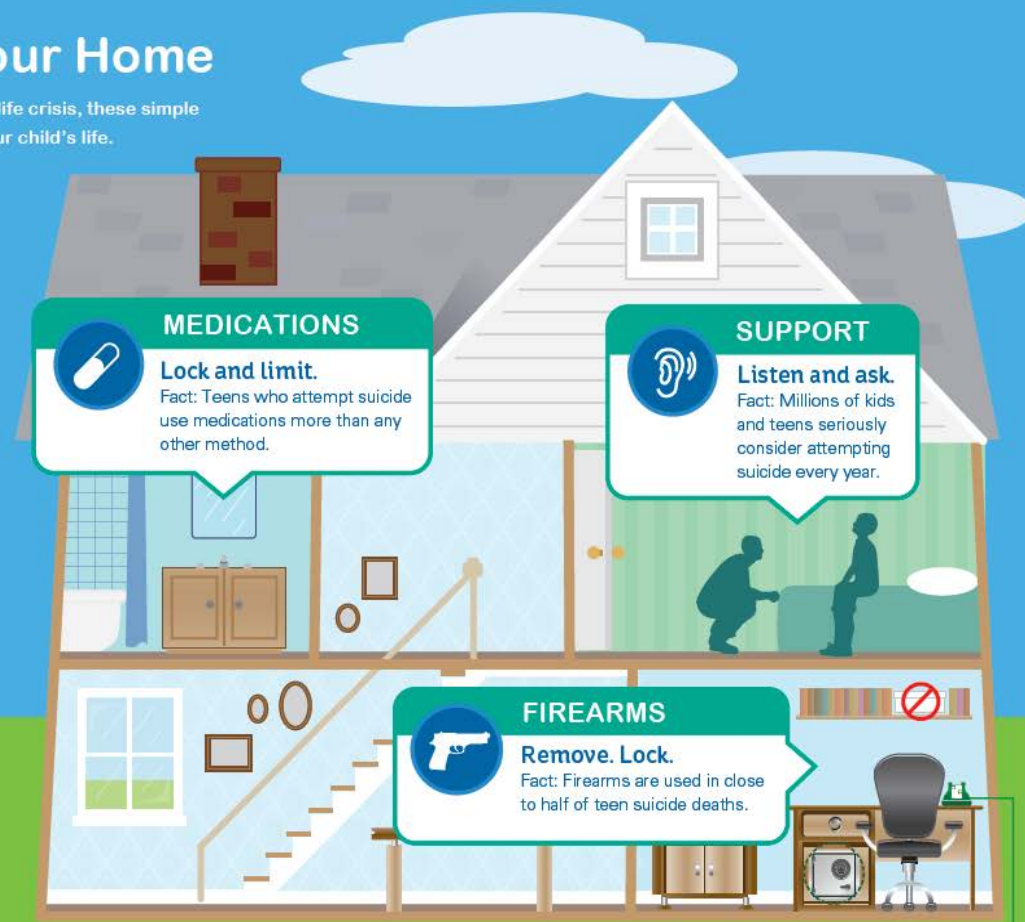 our Home
life crisis, these simple
ur child's life.
MEDICATIONS
Lock and limit.
Fact: Teens who attempt suicide
use medications more than any
other method.
SUPPORT
Listen and ask.
Fact: Millions of kids
and teens seriously
consider attempting
suicide every year.
FIREARMS
Remove. Lock.
Fact: Firearms are used in close
to half of teen suicide deaths.